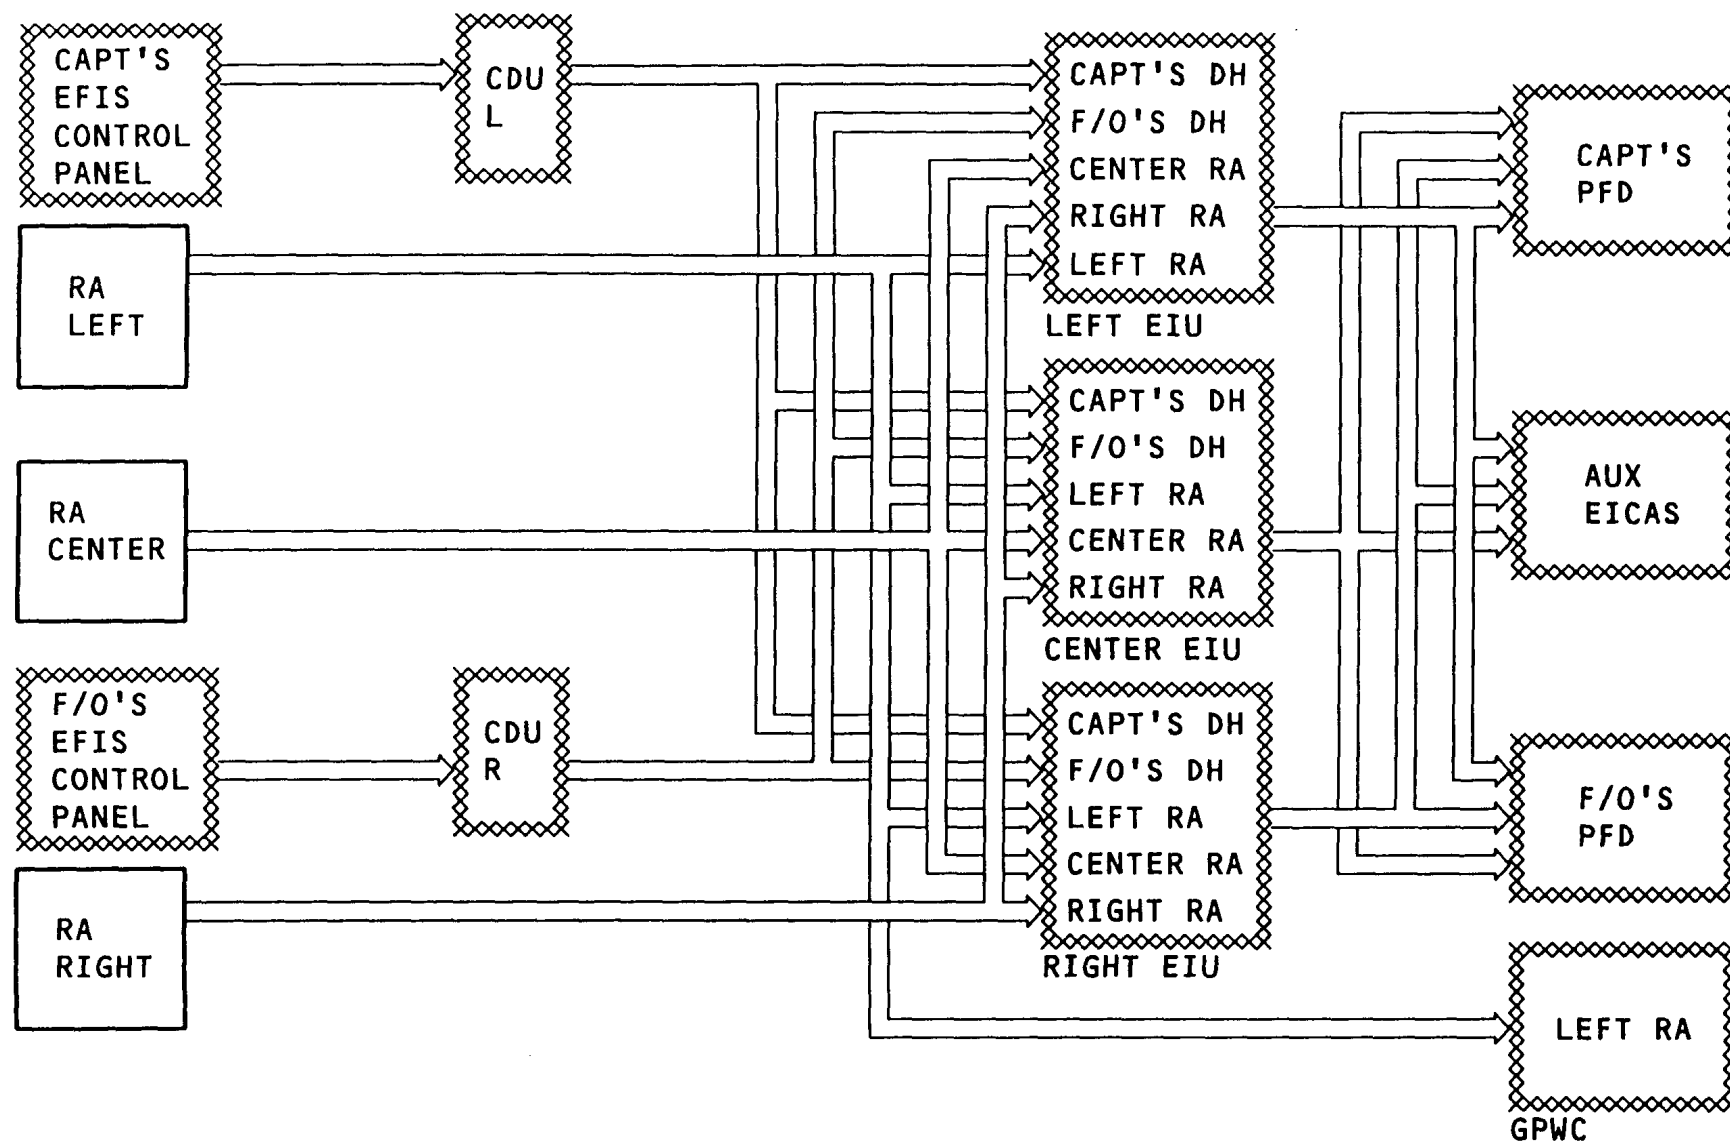 CAPT'S
EFIS
CONTROL
PANEL
CDU
L
RA
LEFT
RA
CENTER
F/O'S
EFIS
CONTROL
PANEL
CDU
R
RA
RIGHT
CAPT'S DH
F/O'S DH
CENTER RA
RIGHT RA
LEFT RA
LEFT EIU
CAPT'S DH
F/O'S DH
LEFT RA
CENTER RA
RIGHT RA
CENTER EIU
CAPT'S DH
F/O'S DH
LEFT RA
CENTER RA
RIGHT RA
RIGHT EIU
CAPT'S
PFD
AUX
EICAS
F/O'S
PFD
LEFT RA
GPWC